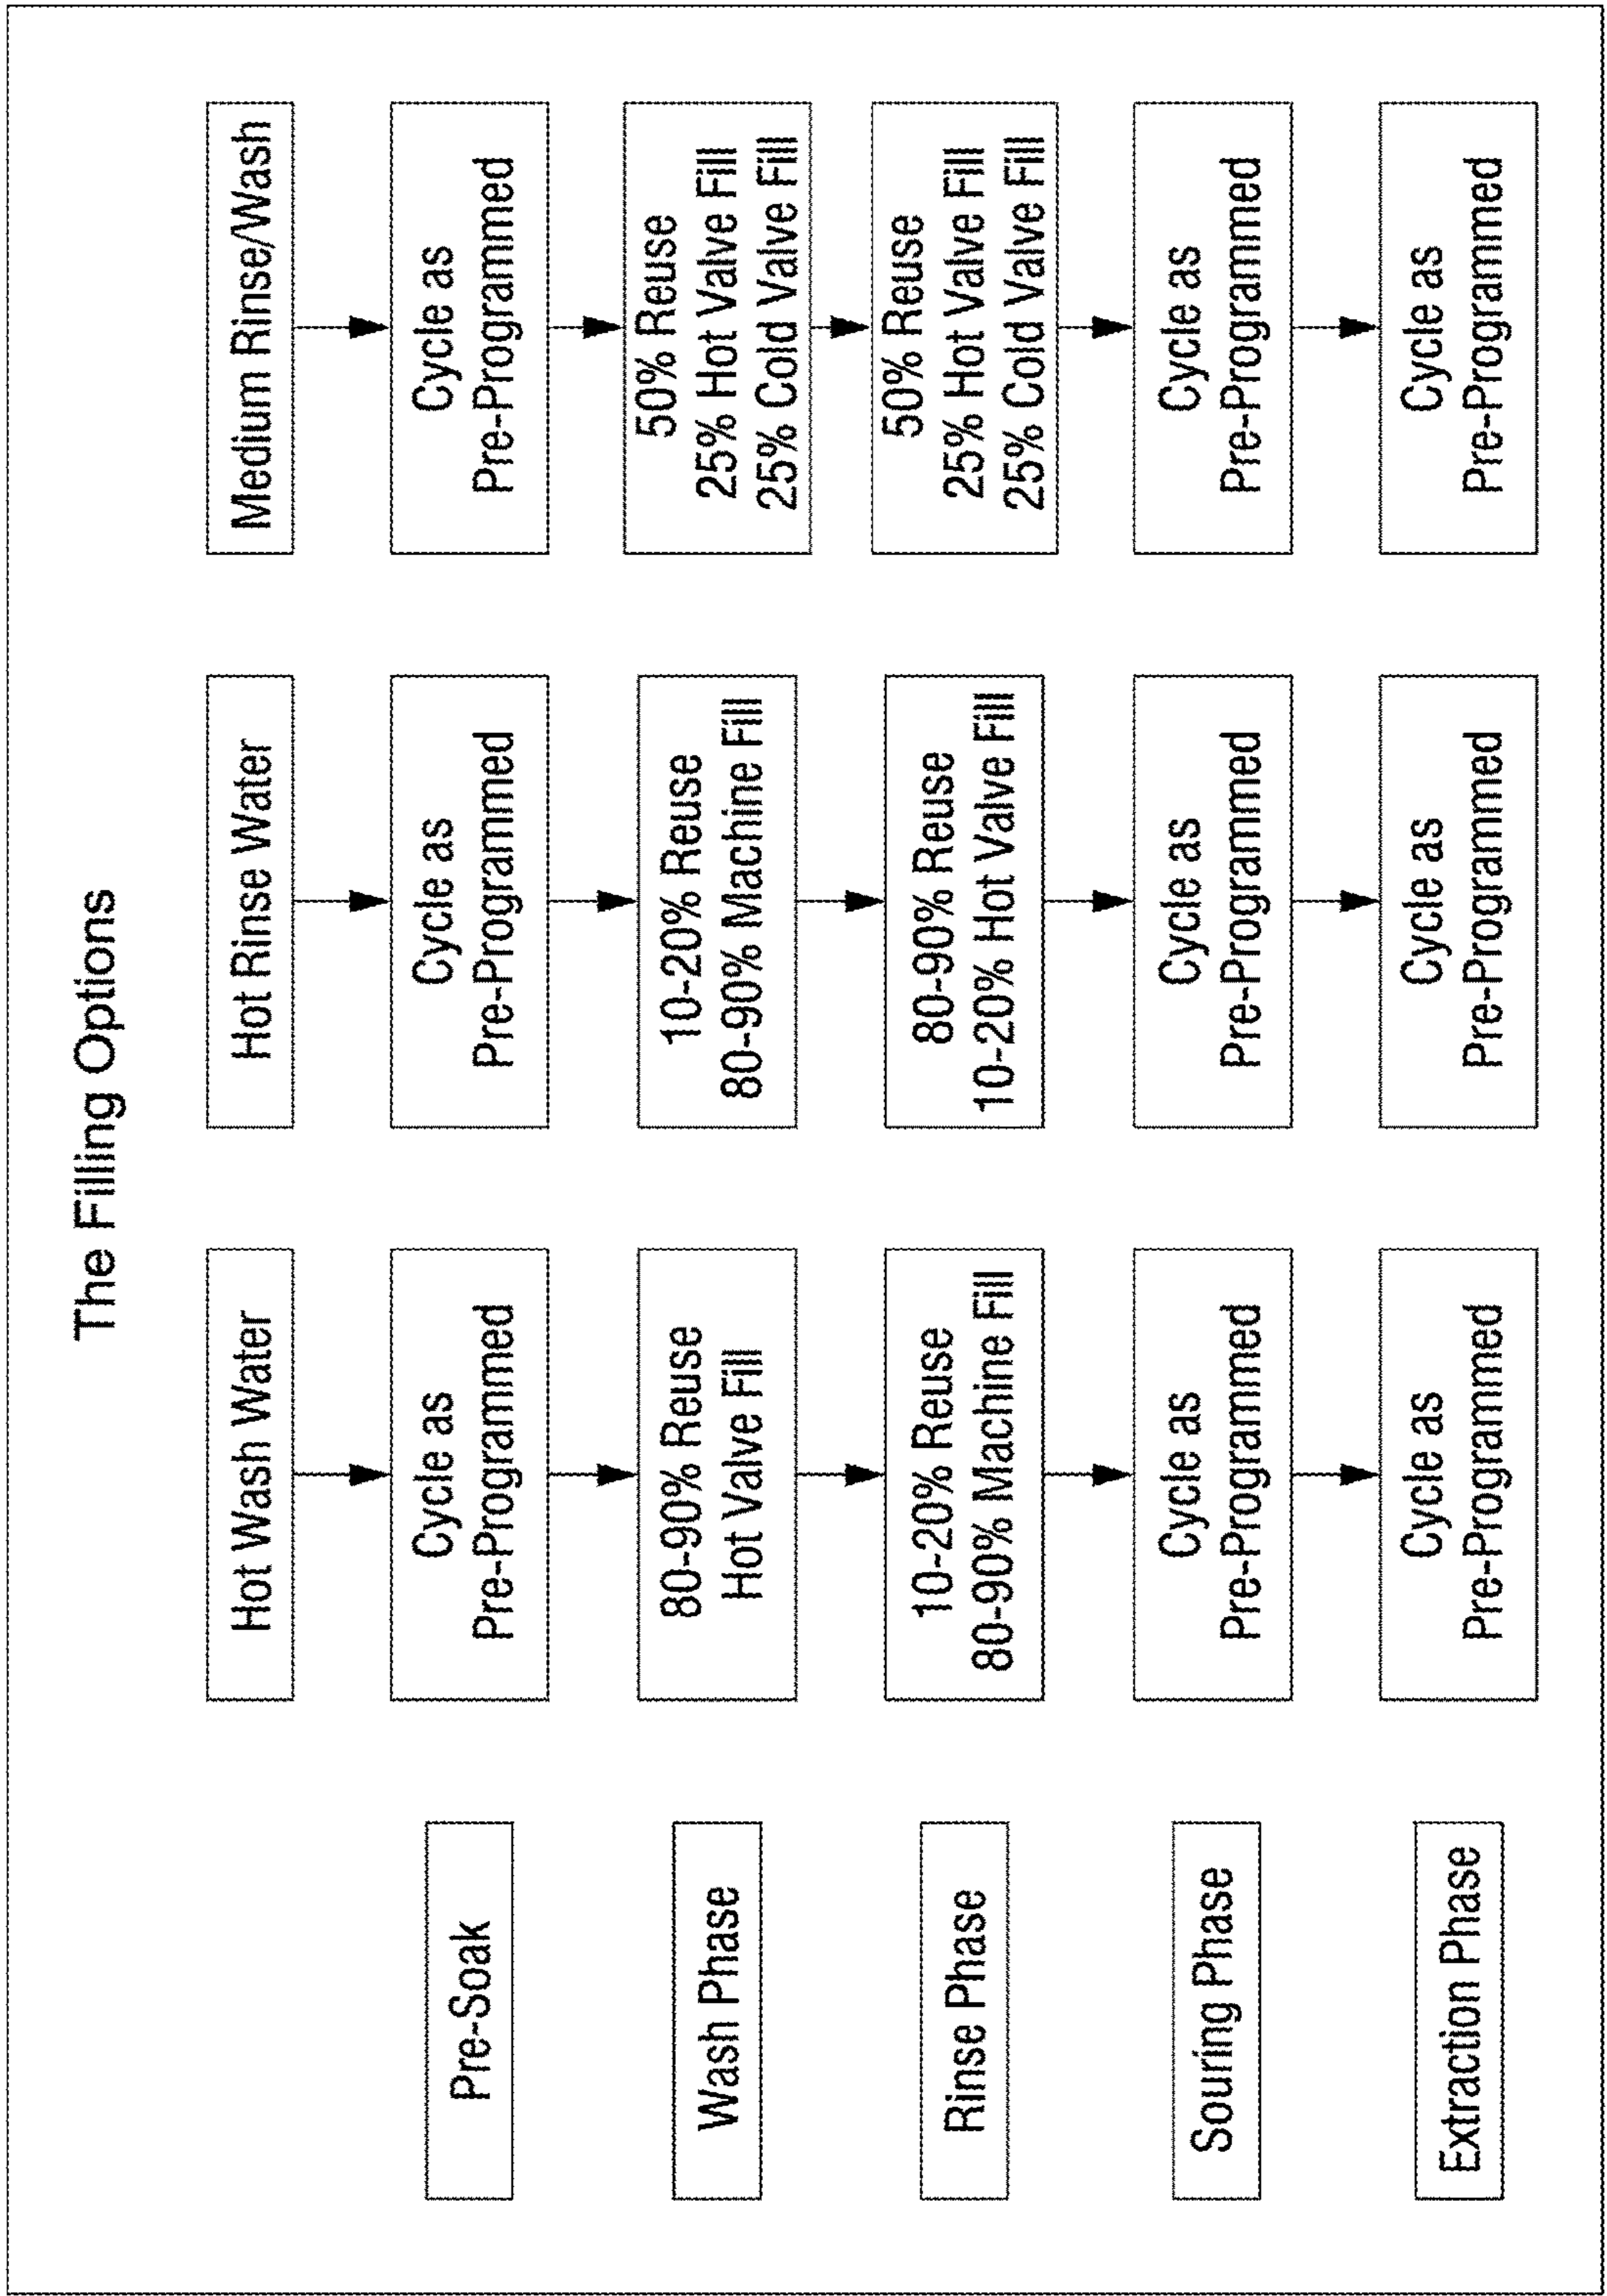 The Filling Options
Hot Wash Water
Hot Rinse Water
Medium Rinse/Wash
Pre-Soak
Cycle as
Pre-Programmed
Cycle as
Pre-Programmed
Cycle as
Pre-Programmed
Wash Phase
80-90% Reuse
Hot Valve Fill
10-20% Reuse
80-90% Machine Fill
50% Reuse
25% Hot Valve Fill
25% Cold Valve Fill
Rinse Phase
10-20% Reuse
80-90% Machine Fill
80-90% Reuse
10-20% Hot Valve Fill
50% Reuse
25% Hot Valve Fill
25% Cold Valve Fill
Souring Phase
Cycle as
Pre-Programmed
Cycle as
Pre-Programmed
Cycle as
Pre-Programmed
Extraction Phase
Cycle as
Pre-Programmed
Cycle as
Pre-Programmed
Cycle as
Pre-Programmed